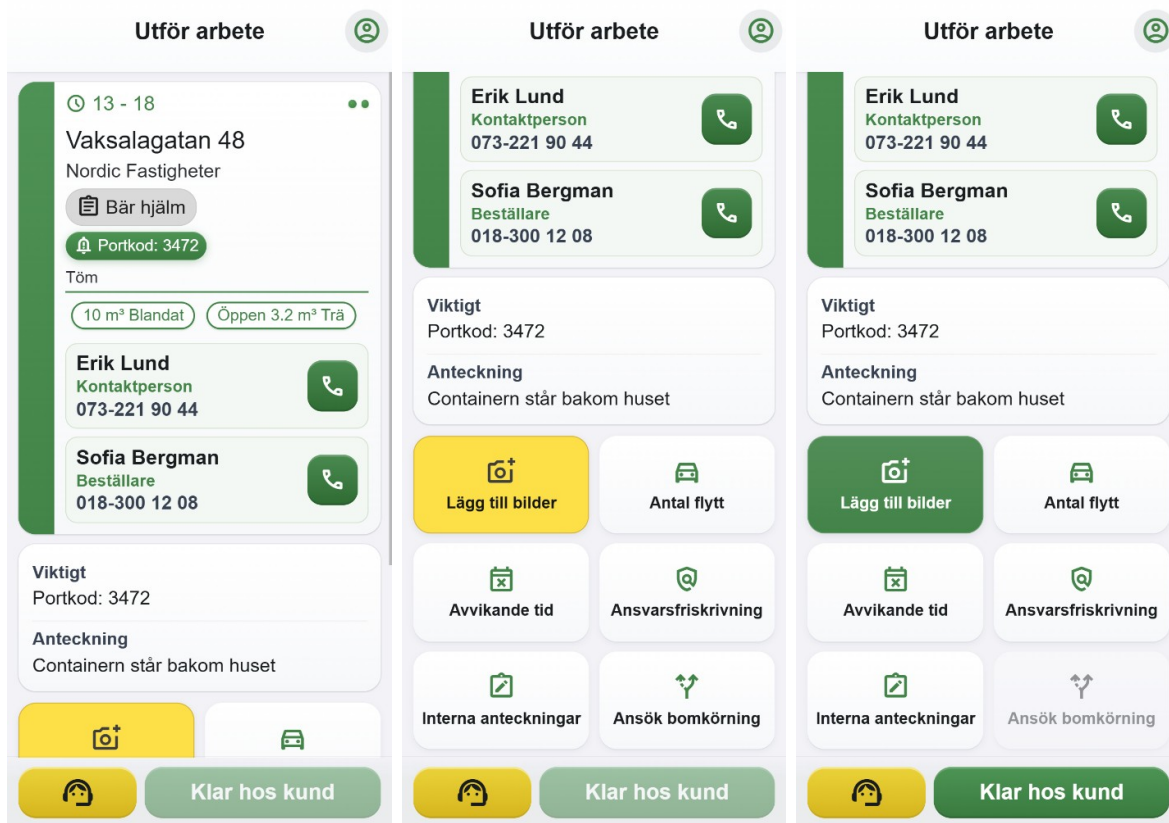 Utför arbete
13 - 18
Vaksalagatan 48
Nordic Fastigheter
Bär hjälm
Portkod: 3472
Töm
10 m³ Blandat
Öppen 3.2 m³ Trä
Erik Lund
Kontaktperson
073-221 90 44
Sofia Bergman
Beställare
018-300 12 08
Viktigt
Portkod: 3472
Anteckning
Containern står bakom huset
Klar hos kund
Utför arbete
Erik Lund
Kontaktperson
073-221 90 44
Sofia Bergman
Beställare
018-300 12 08
Viktigt
Portkod: 3472
Anteckning
Containern står bakom huset
Lägg till bilder
Antal flytt
Avvikande tid
Ansvarsfriskrivning
Interna anteckningar
Ansök bomkörning
Klar hos kund
Utför arbete
Erik Lund
Kontaktperson
073-221 90 44
Sofia Bergman
Beställare
018-300 12 08
Viktigt
Portkod: 3472
Anteckning
Containern står bakom huset
Lägg till bilder
Antal flytt
Avvikande tid
Ansvarsfriskrivning
Interna anteckningar
Ansök bomkörning
Klar hos kund